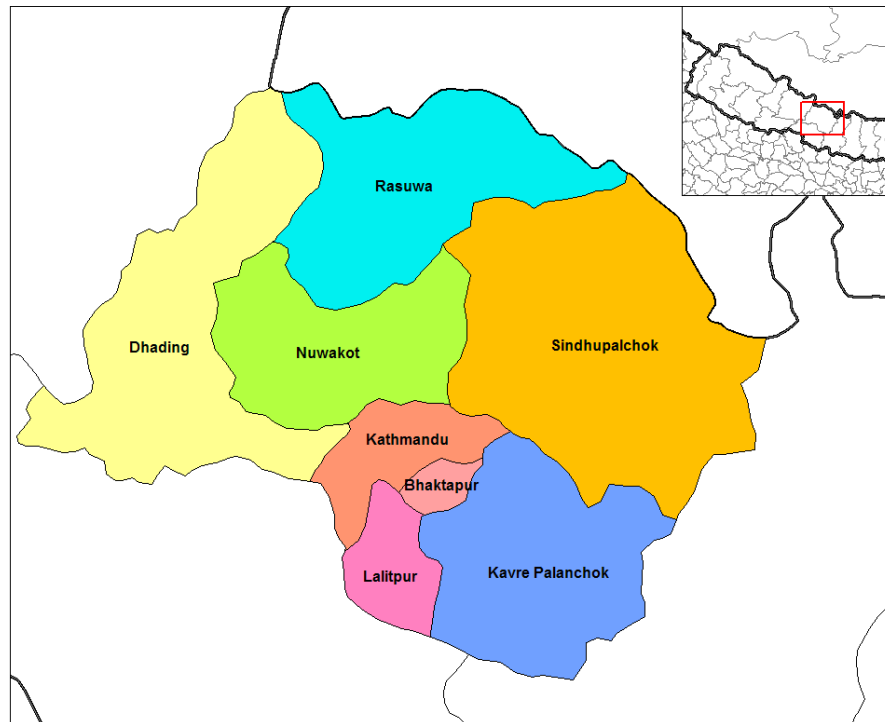 Rasuwa
Dhading
Nuwakot
Sindhupalchok
Kathmandu
Bhaktapur
Lalitpur
Kavre Palanchok